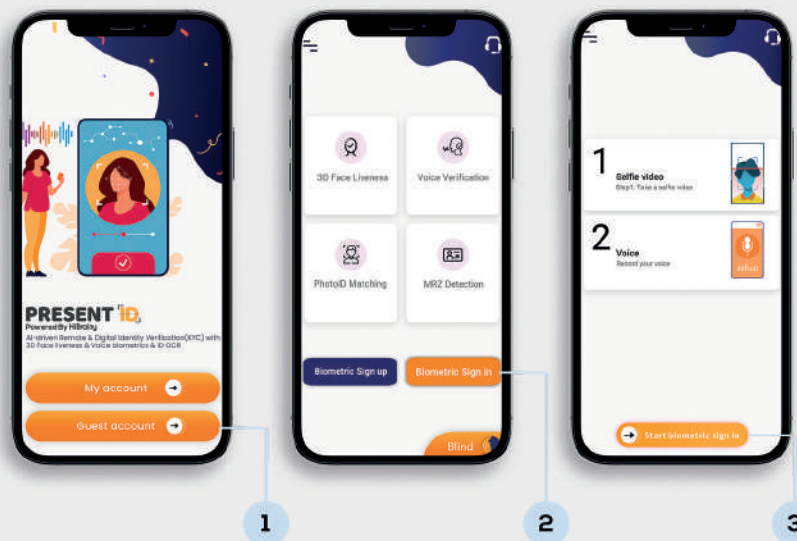 PRESENT ID
Powered By HiBrainy
AI-driven Remote & Digital Identity Verification(KYC) with
3D Face liveness & Voice biometrics & ID OCR
My account
Guest account
1
3D Face Liveness
Voice Verification
PhotoID Matching
MRZ Detection
Biometric Sign up
Biometric Sign in
Blind
2
1
Selfie video
Step1. Take a selfie video
2
Voice
Record your voice
Start biometric sign in
3